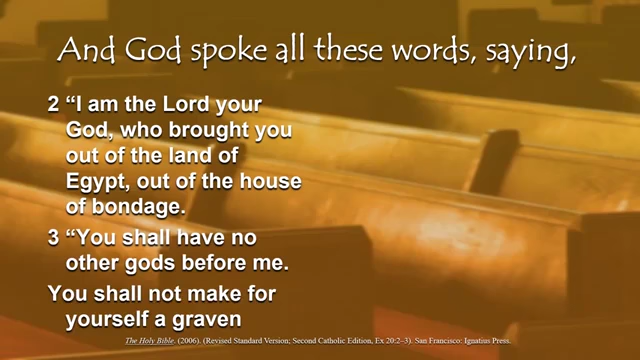 And God spoke all these words, saying,
2 “I am the Lord your
God, who brought you
out of the land of
Egypt, out of the house
of bondage.
3 “You shall have no
other gods before me.
You shall not make for
yourself a graven
The Holy Bible. (2006). (Revised Standard Version; Second Catholic Edition, Ex 20:2–3). San Francisco: Ignatius Press.